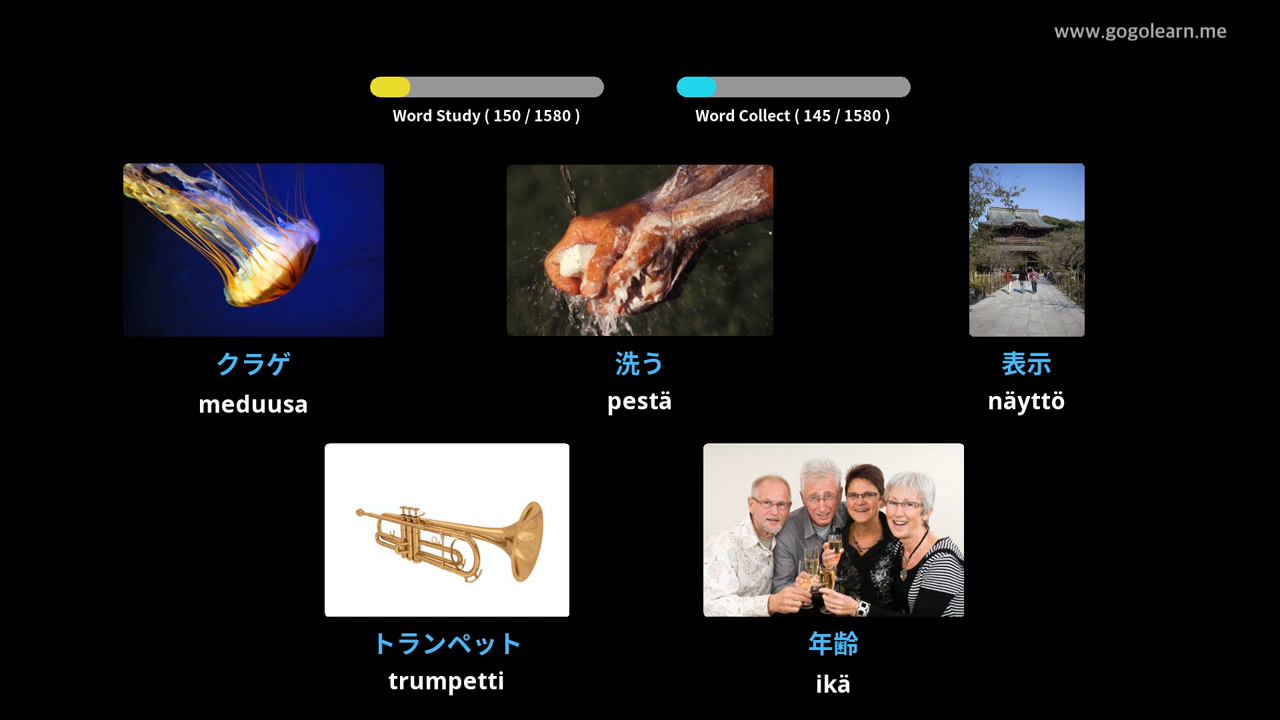 www.gogolearn.me
Word Study ( 150 / 1580 )
Word Collect ( 145 / 1580 )
クラゲ
meduusa
洗う
pestä
表示
näyttö
トランペット
trumpetti
年齢
ikä